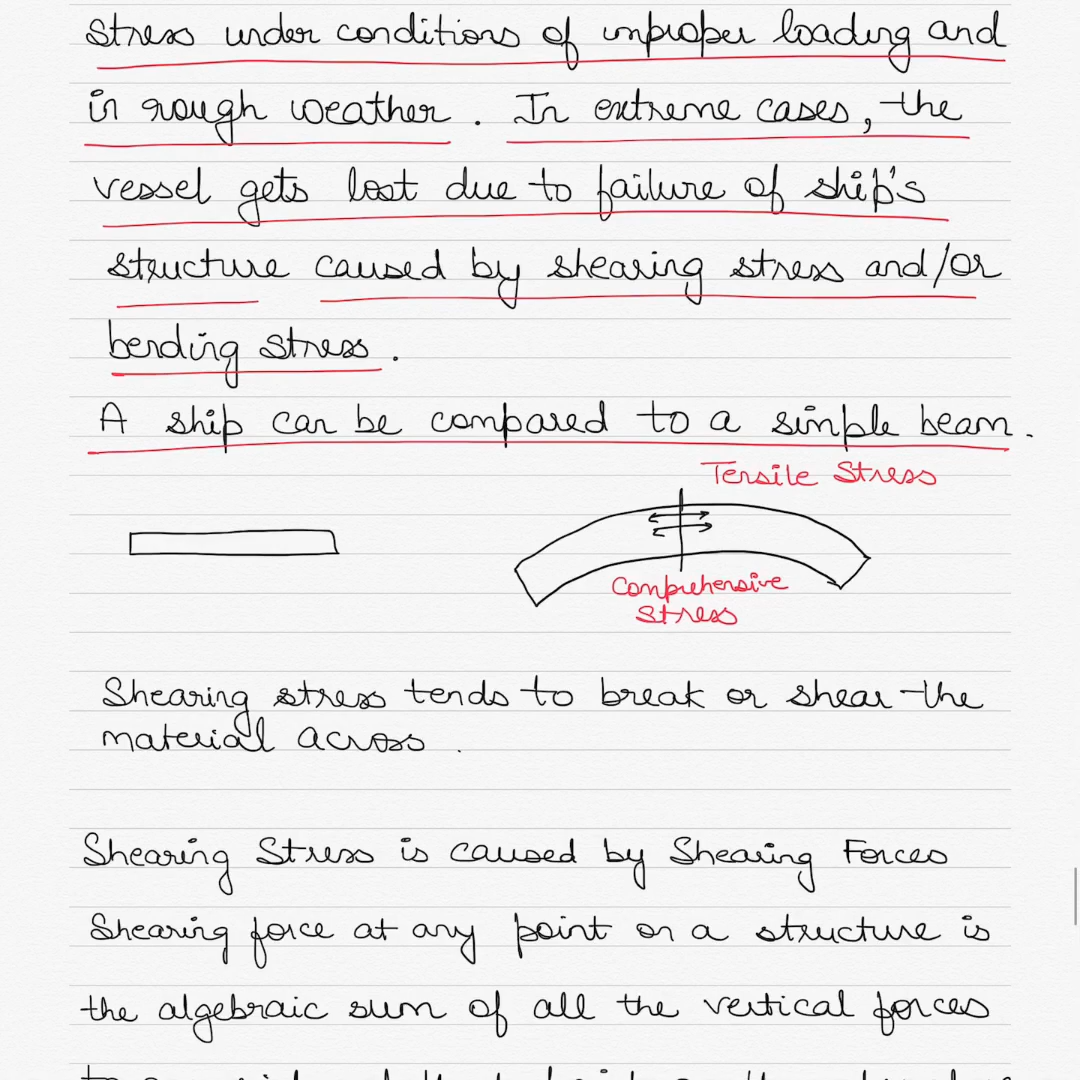 stress under conditions of improper loading and
in rough weather. In extreme cases, the
vessel gets lost due to failure of ship's
structure caused by shearing stress and/or
bending stress.
A ship can be compared to a simple beam.
Tensile Stress
Comprehensive
Stress
Shearing stress tends to break or shear the
material across.
Shearing Stress is caused by Shearing Forces
Shearing force at any point on a structure is
the algebraic sum of all the vertical forces